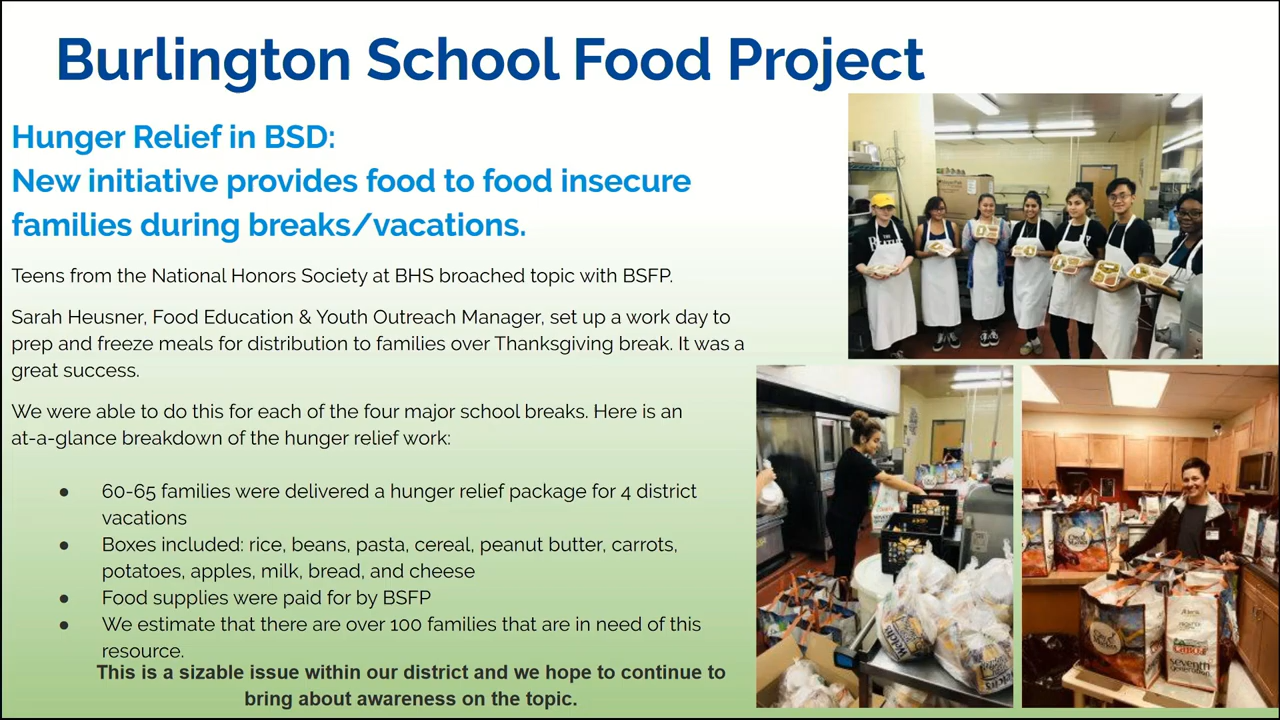 Burlington School Food Project
Hunger Relief in BSD:
New initiative provides food to food insecure
families during breaks/vacations.
Teens from the National Honors Society at BHS broached topic with BSFP.
Sarah Heusner, Food Education & Youth Outreach Manager, set up a work day to
prep and freeze meals for distribution to families over Thanksgiving break. It was a
great success.
We were able to do this for each of the four major school breaks. Here is an
at-a-glance breakdown of the hunger relief work:
● 60-65 families were delivered a hunger relief package for 4 district
vacations
● Boxes included: rice, beans, pasta, cereal, peanut butter, carrots,
potatoes, apples, milk, bread, and cheese
● Food supplies were paid for by BSFP
● We estimate that there are over 100 families that are in need of this
resource.
This is a sizable issue within our district and we hope to continue to
bring about awareness on the topic.
Welch's
seventh
generation